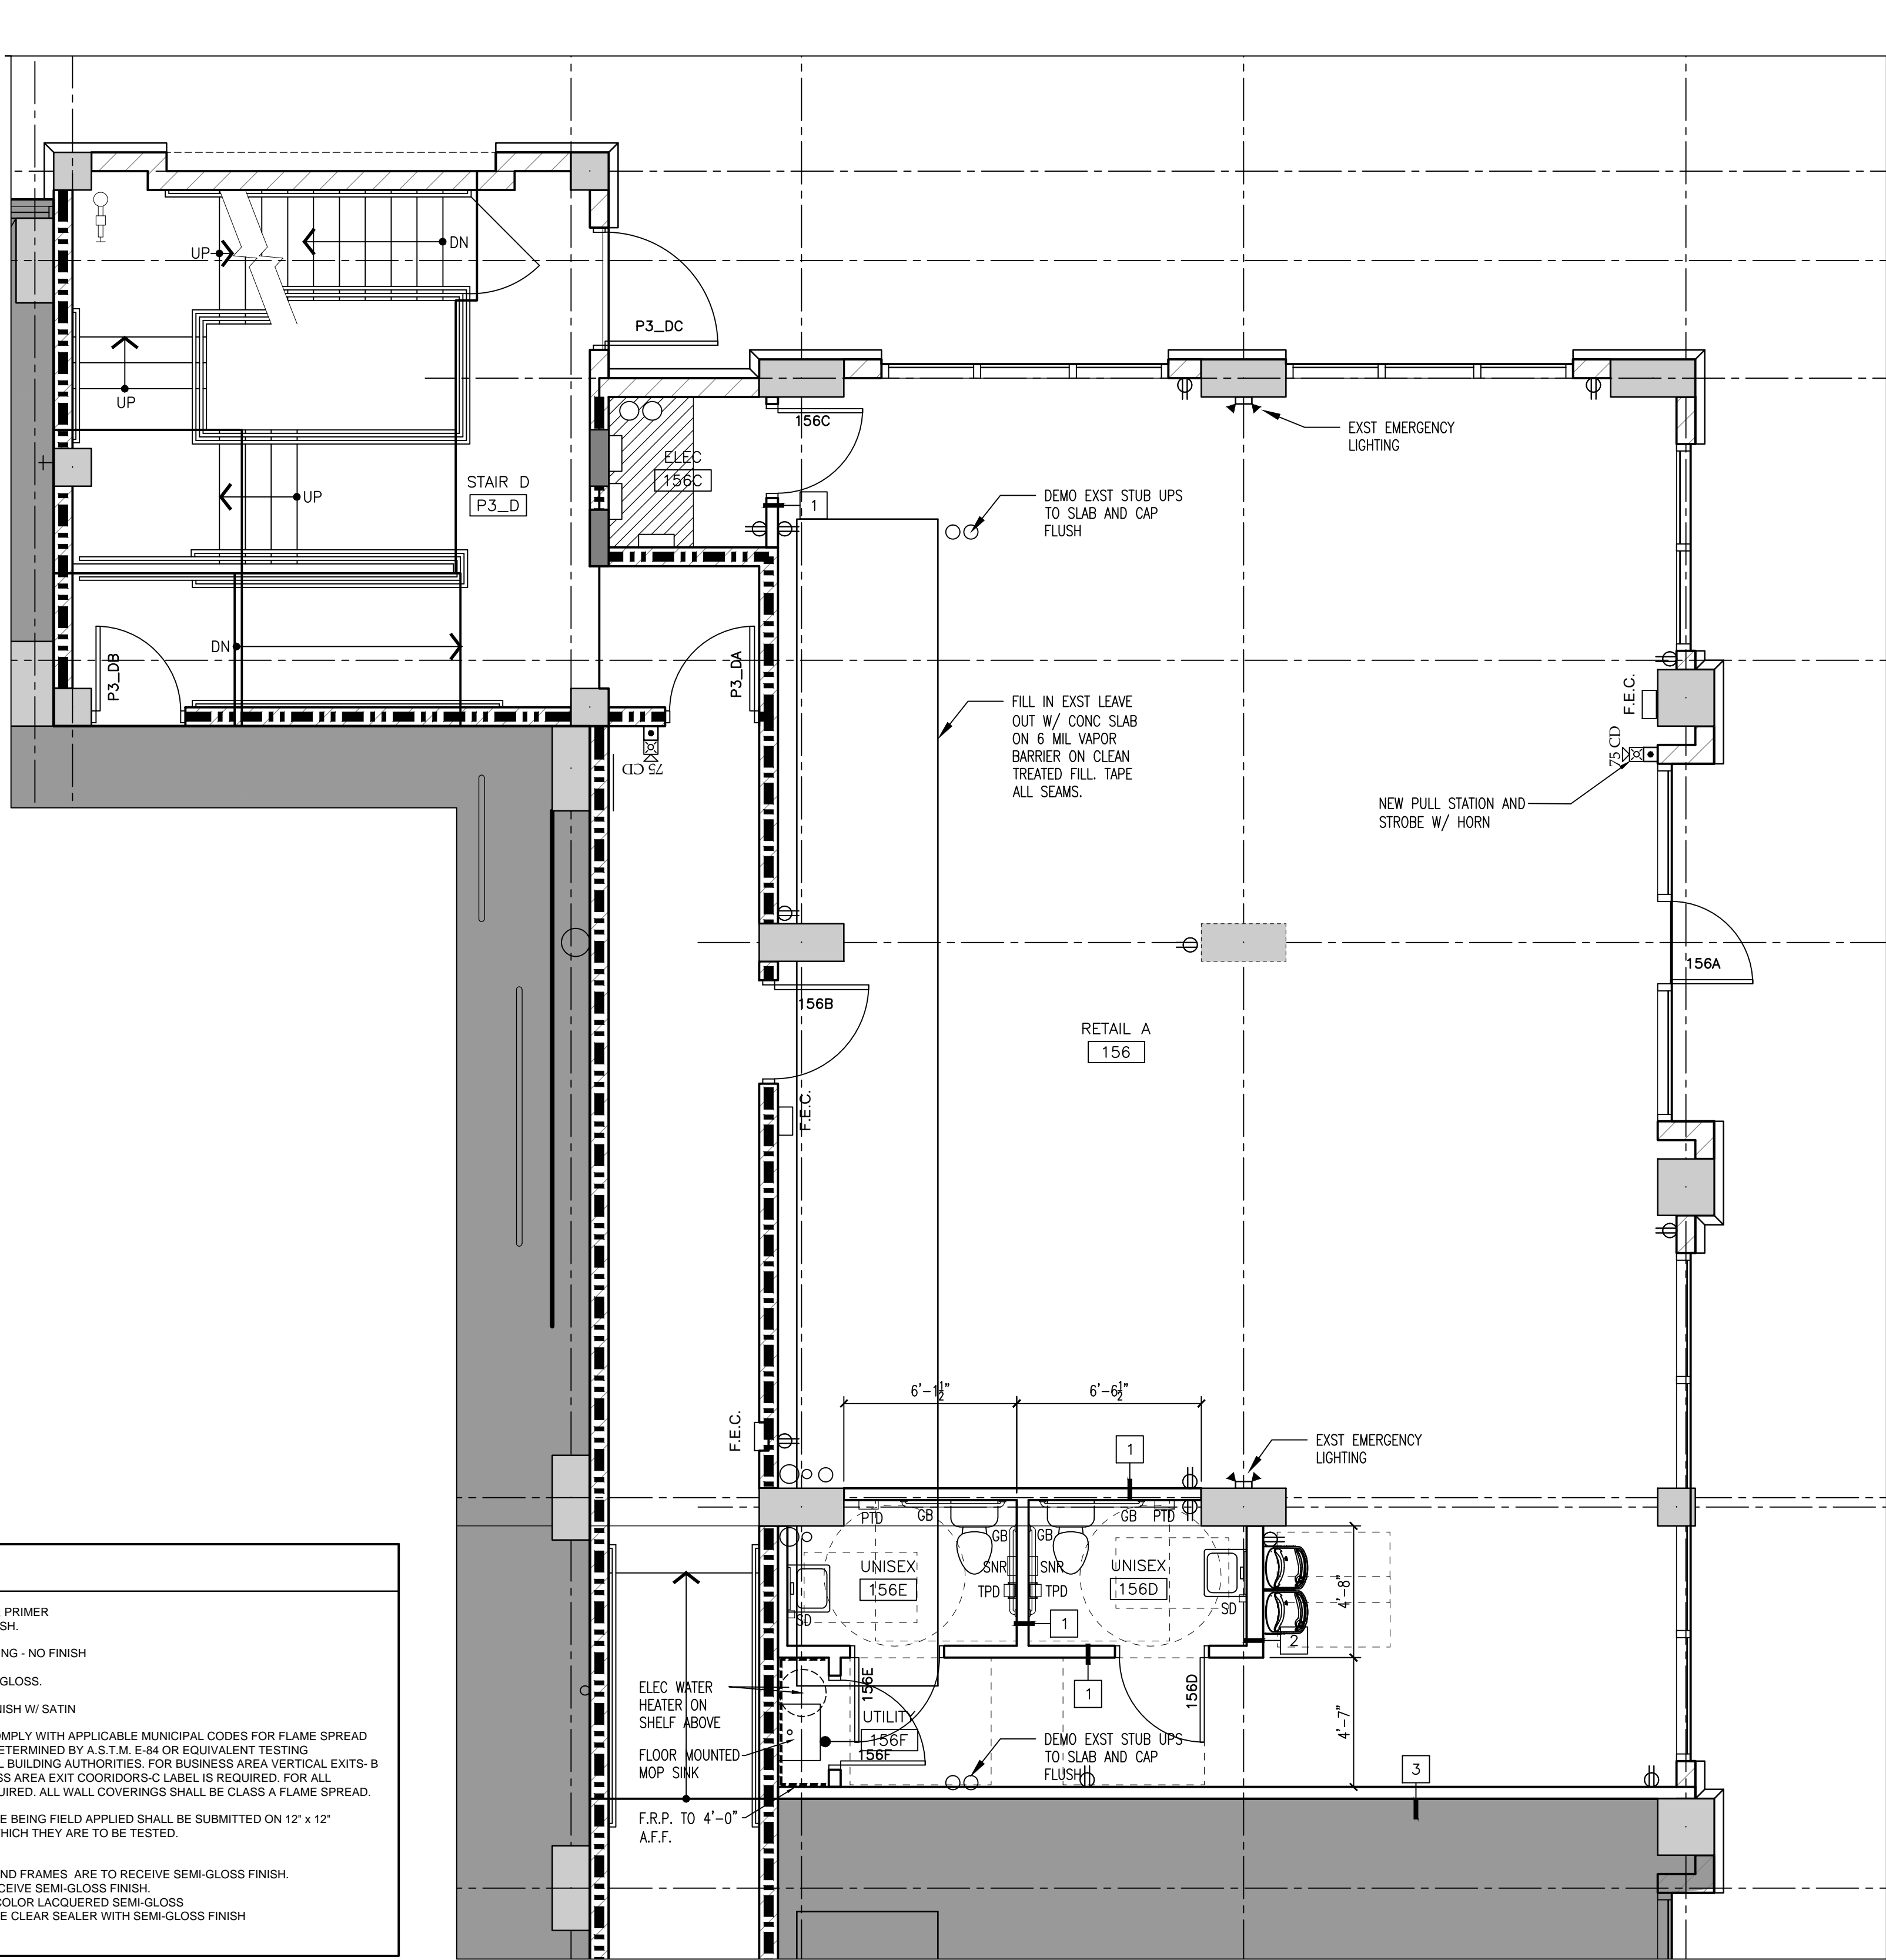 UP
DN
P3_DC
UP
156C
EXST EMERGENCY
LIGHTING
ELEC
156C
STAIR D
P3_D
UP
1
DEMO EXST STUB UPS
TO SLAB AND CAP
FLUSH
DN
P3_DB
P3_DA
F.E.C.
FILL IN EXST LEAVE
OUT W/ CONC SLAB
ON 6 MIL VAPOR
BARRIER ON CLEAN
TREATED FILL. TAPE
ALL SEAMS.
75 CD
75 CD
NEW PULL STATION AND
STROBE W/ HORN
156A
156B
RETAIL A
156
F.E.C.
6'-1½"
6'-6½"
F.E.C.
1
EXST EMERGENCY
LIGHTING
PTD
GB
GB
PTD
GB
GB
UNISEX
156E
SNR
SNR
UNISEX
156D
TPD
TPD
SD
SD
4'-8"
1
2
156E
156D
1
ELEC WATER
HEATER ON
SHELF ABOVE
UTILITY
156F
4'-7"
156F
FLOOR MOUNTED
MOP SINK
DEMO EXST STUB UPS
TO SLAB AND CAP
FLUSH
3
F.R.P. TO 4'-0"
A.F.F.
PRIMER
SH.
NG - NO FINISH
GLOSS.
NISH W/ SATIN
OMPLY WITH APPLICABLE MUNICIPAL CODES FOR FLAME SPREAD
ETERMINED BY A.S.T.M. E-84 OR EQUIVALENT TESTING
L BUILDING AUTHORITIES. FOR BUSINESS AREA VERTICAL EXITS- B
SS AREA EXIT COORIDORS-C LABEL IS REQUIRED. FOR ALL
UIRED. ALL WALL COVERINGS SHALL BE CLASS A FLAME SPREAD.
E BEING FIELD APPLIED SHALL BE SUBMITTED ON 12" x 12"
WHICH THEY ARE TO BE TESTED.
ND FRAMES ARE TO RECEIVE SEMI-GLOSS FINISH.
CEIVE SEMI-GLOSS FINISH.
COLOR LACQUERED SEMI-GLOSS
E CLEAR SEALER WITH SEMI-GLOSS FINISH